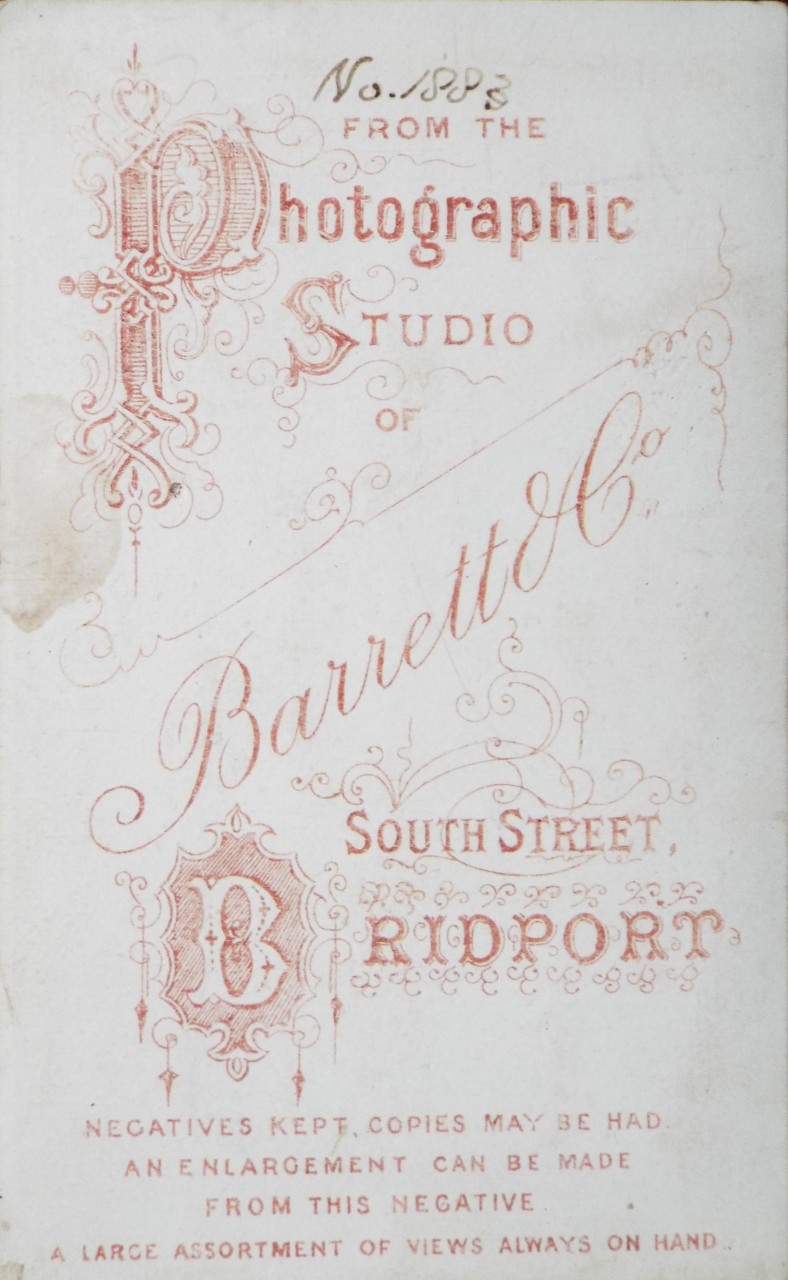 No. 1883
FROM THE
Photographic
STUDIO
OF
Barrett & Co
SOUTH STREET,
BRIDPORT
NEGATIVES KEPT, COPIES MAY BE HAD.
AN ENLARGEMENT CAN BE MADE
FROM THIS NEGATIVE.
A LARGE ASSORTMENT OF VIEWS ALWAYS ON HAND.